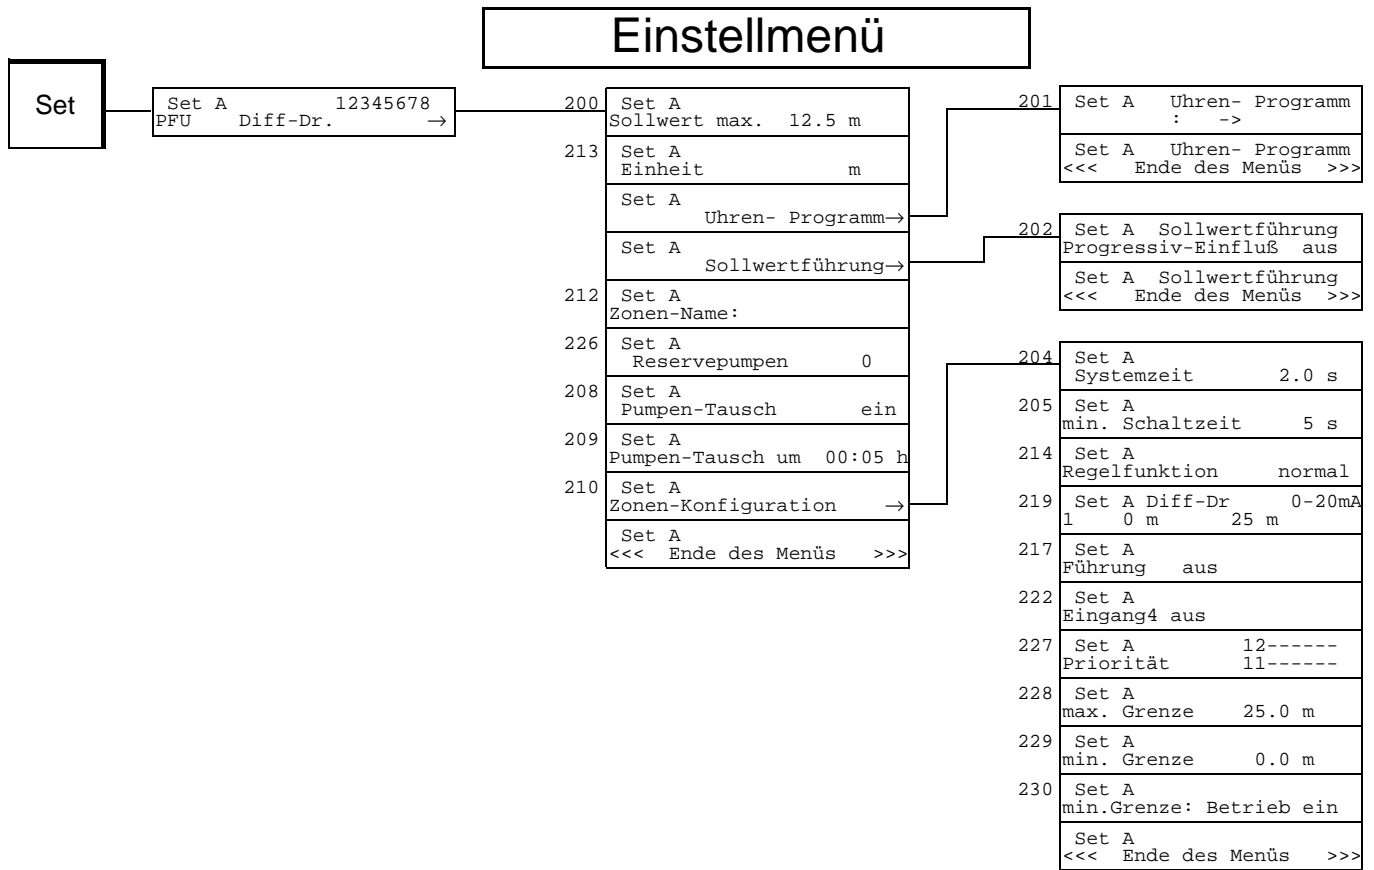 Einstellmenü
Set
Set A 12345678
PFU Diff-Dr. →
200 Set A
Sollwert max. 12.5 m
213 Set A
Einheit m
Set A
Uhren- Programm→
Set A
Sollwertführung→
212 Set A
Zonen-Name:
226 Set A
Reservepumpen 0
208 Set A
Pumpen-Tausch ein
209 Set A
Pumpen-Tausch um 00:05 h
210 Set A
Zonen-Konfiguration →
Set A
<<< Ende des Menüs >>>
201 Set A Uhren- Programm
: ->
Set A Uhren- Programm
<<< Ende des Menüs >>>
202 Set A Sollwertführung
Progressiv-Einfluß aus
Set A Sollwertführung
<<< Ende des Menüs >>>
204 Set A
Systemzeit 2.0 s
205 Set A
min. Schaltzeit 5 s
214 Set A
Regelfunktion normal
219 Set A Diff-Dr 0-20mA
1 0 m 25 m
217 Set A
Führung aus
222 Set A
Eingang4 aus
227 Set A 12------
Priorität 11------
228 Set A
max. Grenze 25.0 m
229 Set A
min. Grenze 0.0 m
230 Set A
min.Grenze: Betrieb ein
Set A
<<< Ende des Menüs >>>